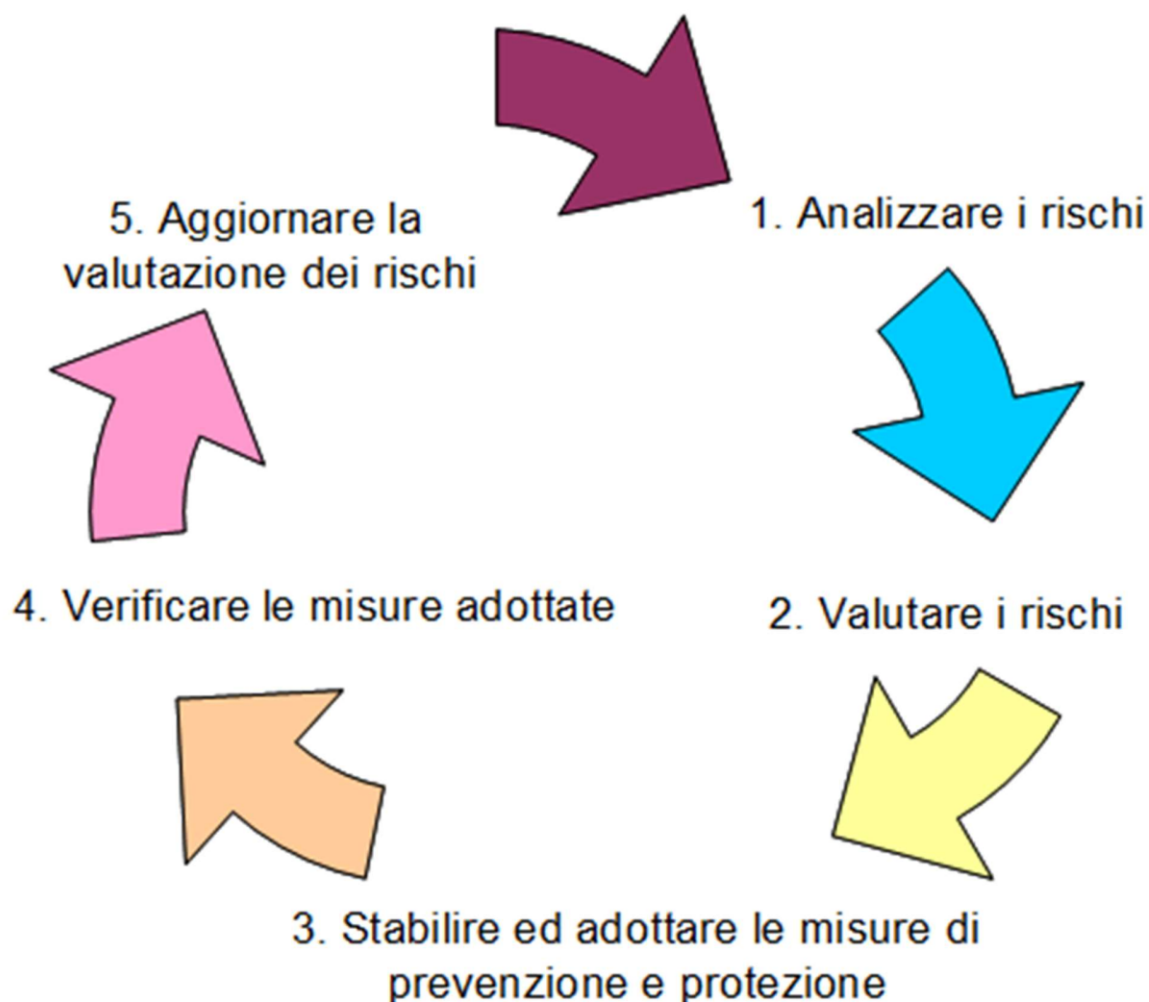 1. Analizzare i rischi
2. Valutare i rischi
3. Stabilire ed adottare le misure di
prevenzione e protezione
4. Verificare le misure adottate
5. Aggiornare la
valutazione dei rischi